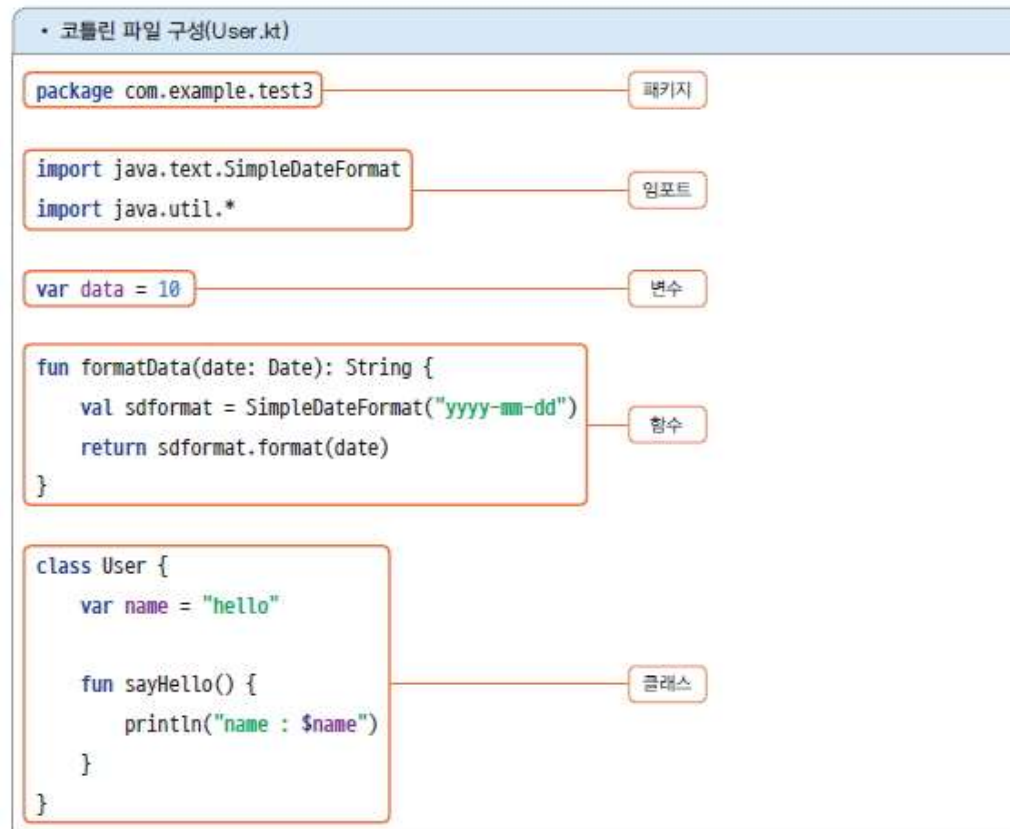 • 코틀린 파일 구성(User.kt)
package com.example.test3
패키지
import java.text.SimpleDateFormat
import java.util.*
임포트
var data = 10
변수
fun formatData(date: Date): String {
    val sdformat = SimpleDateFormat("yyyy-mm-dd")
    return sdformat.format(date)
}
함수
class User {
    var name = "hello"
    fun sayHello() {
        println("name : $name")
    }
}
클래스